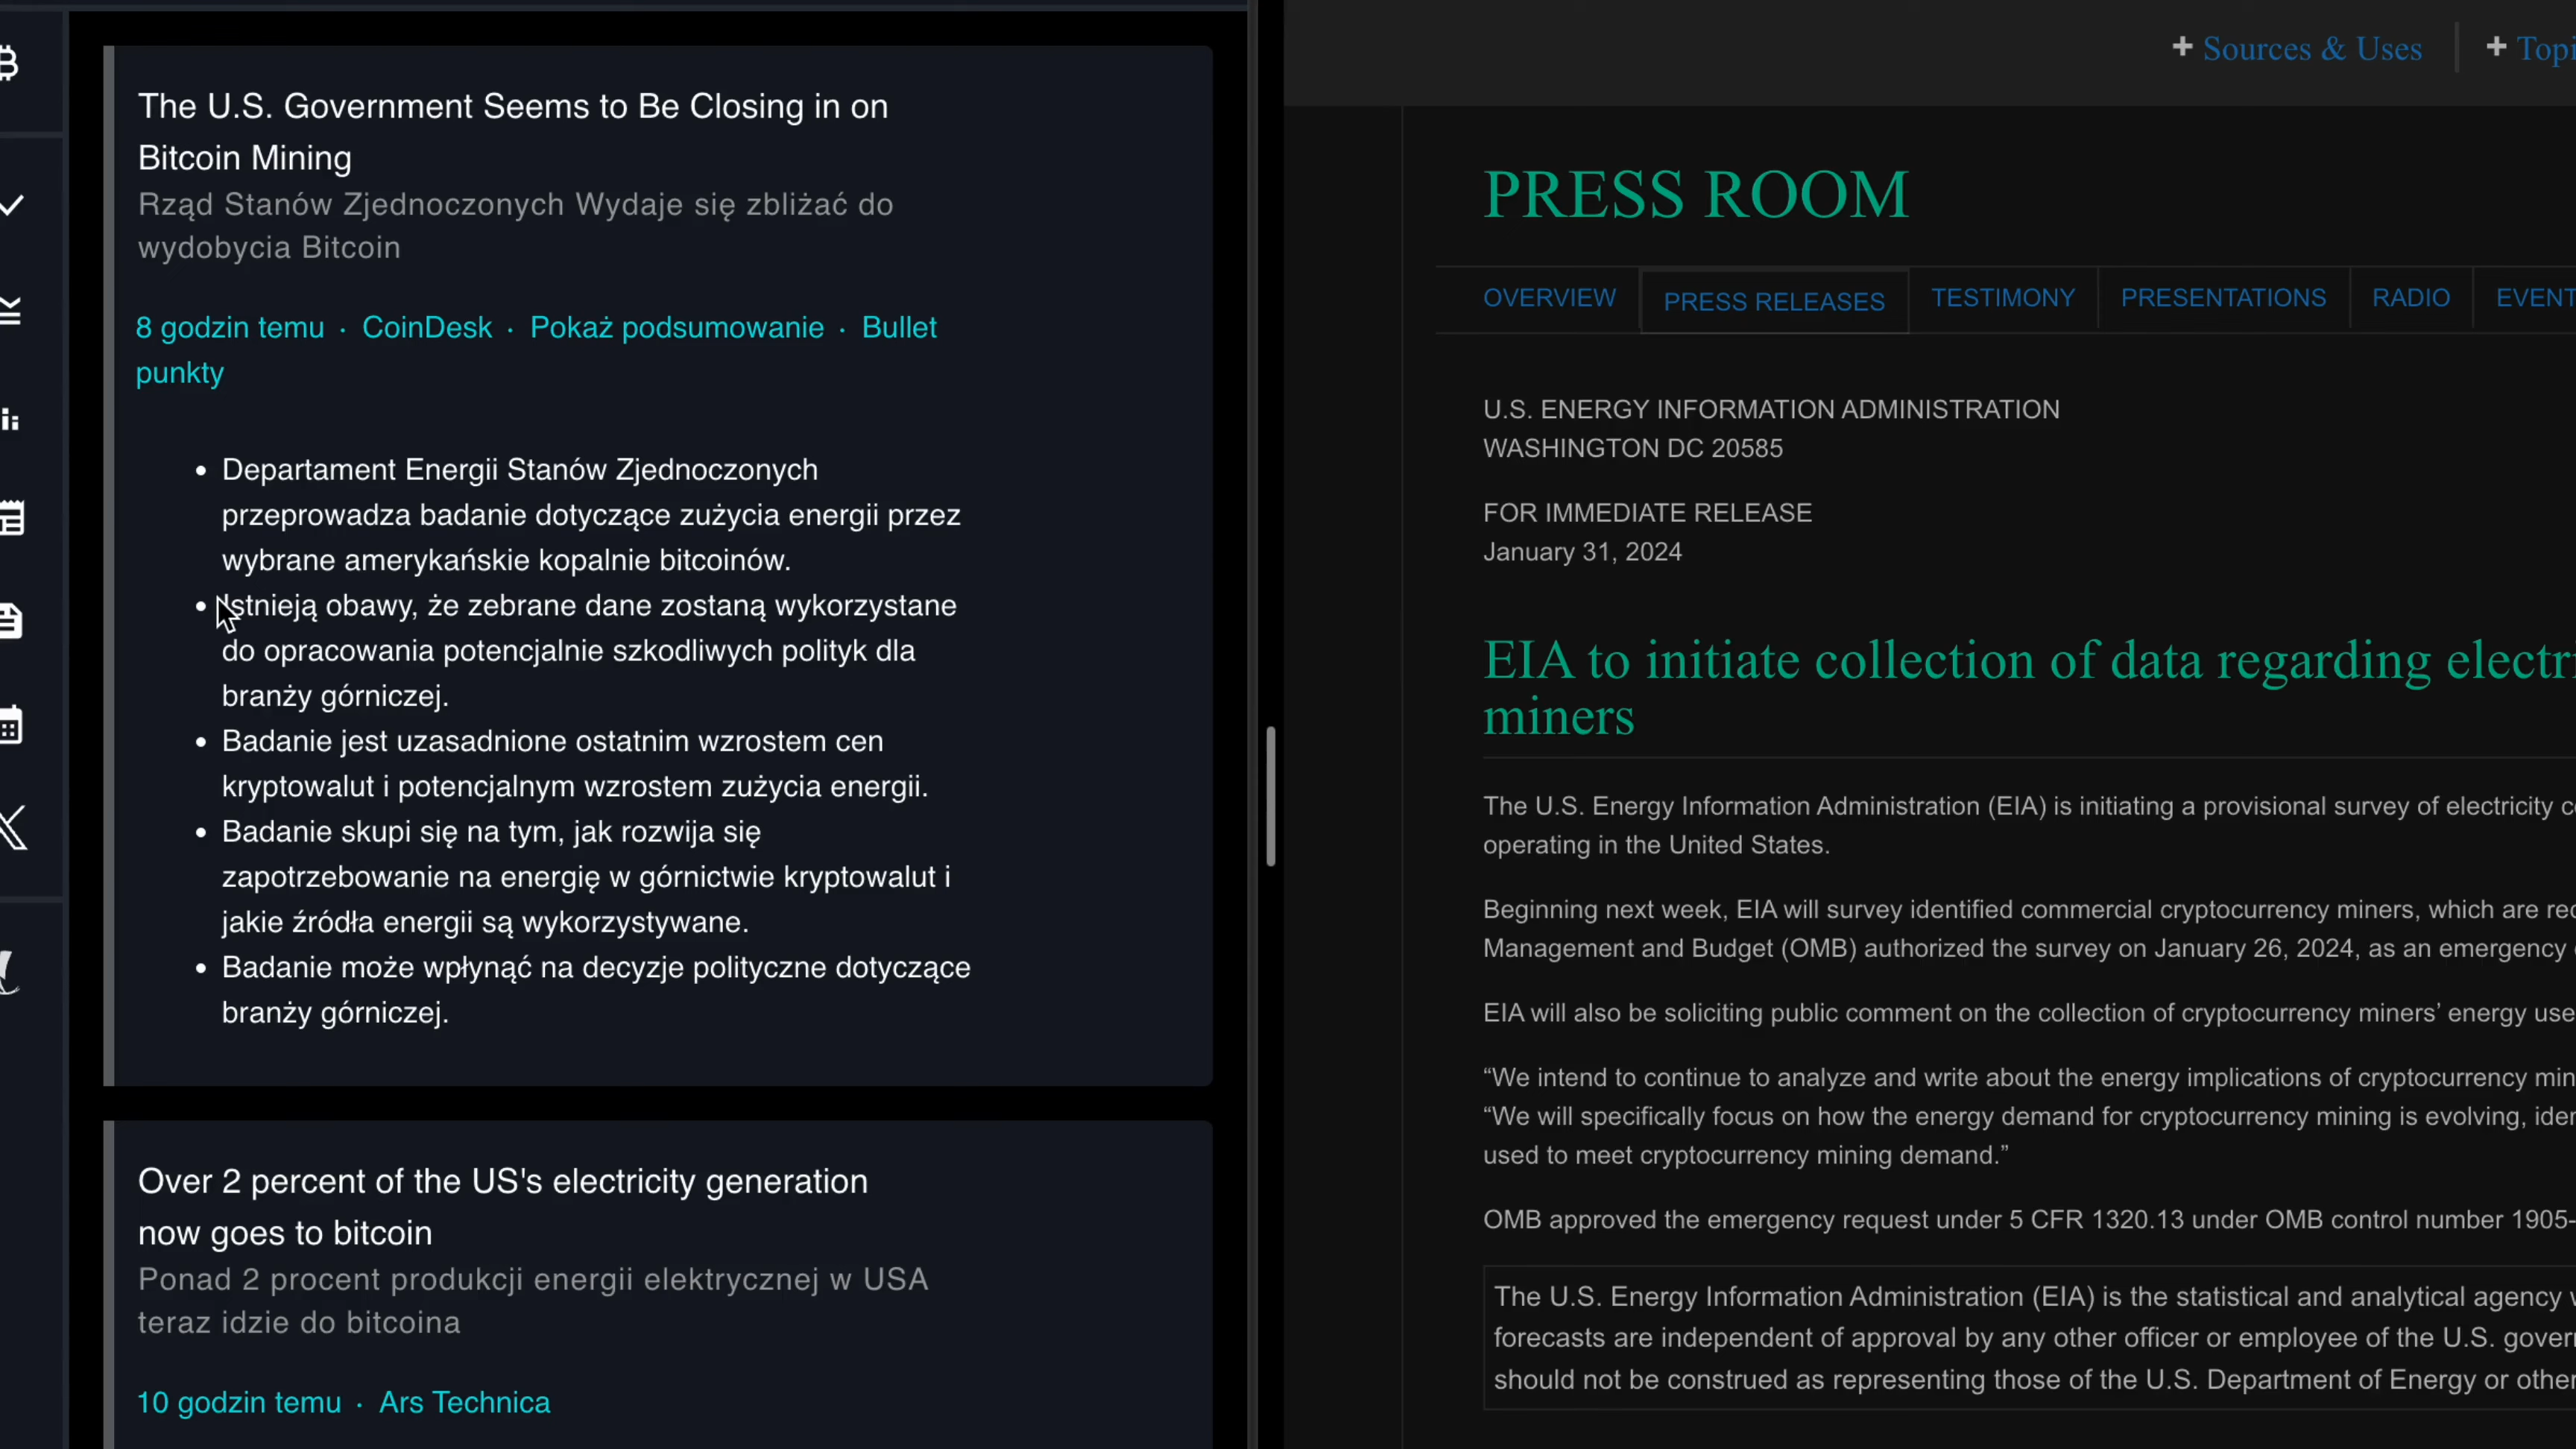 The U.S. Government Seems to Be Closing in on
Bitcoin Mining
Rząd Stanów Zjednoczonych Wydaje się zbliżać do
wydobycia Bitcoin
8 godzin temu · CoinDesk · Pokaż podsumowanie · Bullet
punkty
• Departament Energii Stanów Zjednoczonych
przeprowadza badanie dotyczące zużycia energii przez
wybrane amerykańskie kopalnie bitcoinów.
• Istnieją obawy, że zebrane dane zostaną wykorzystane
do opracowania potencjalnie szkodliwych polityk dla
branży górniczej.
• Badanie jest uzasadnione ostatnim wzrostem cen
kryptowalut i potencjalnym wzrostem zużycia energii.
• Badanie skupi się na tym, jak rozwija się
zapotrzebowanie na energię w górnictwie kryptowalut i
jakie źródła energii są wykorzystywane.
• Badanie może wpłynąć na decyzje polityczne dotyczące
branży górniczej.
Over 2 percent of the US's electricity generation
now goes to bitcoin
Ponad 2 procent produkcji energii elektrycznej w USA
teraz idzie do bitcoina
10 godzin temu · Ars Technica
+ Sources & Uses
+
PRESS ROOM
OVERVIEW PRESS RELEASES TESTIMONY PRESENTATIONS RADIO
U.S. ENERGY INFORMATION ADMINISTRATION
WASHINGTON DC 20585
FOR IMMEDIATE RELEASE
January 31, 2024
EIA to initiate collection of data regarding
miners
The U.S. Energy Information Administration (EIA) is initiating a provisional survey of electricity
operating in the United States.
Beginning next week, EIA will survey identified commercial cryptocurrency miners, which are
Management and Budget (OMB) authorized the survey on January 26, 2024, as an emergency
EIA will also be soliciting public comment on the collection of cryptocurrency miners’ energy use
“We intend to continue to analyze and write about the energy implications of cryptocurrency
“We will specifically focus on how the energy demand for cryptocurrency mining is evolving,
used to meet cryptocurrency mining demand.”
OMB approved the emergency request under 5 CFR 1320.13 under OMB control number 1905-
The U.S. Energy Information Administration (EIA) is the statistical and analytical agency
forecasts are independent of approval by any other officer or employee of the U.S.
should not be construed as representing those of the U.S. Department of Energy or